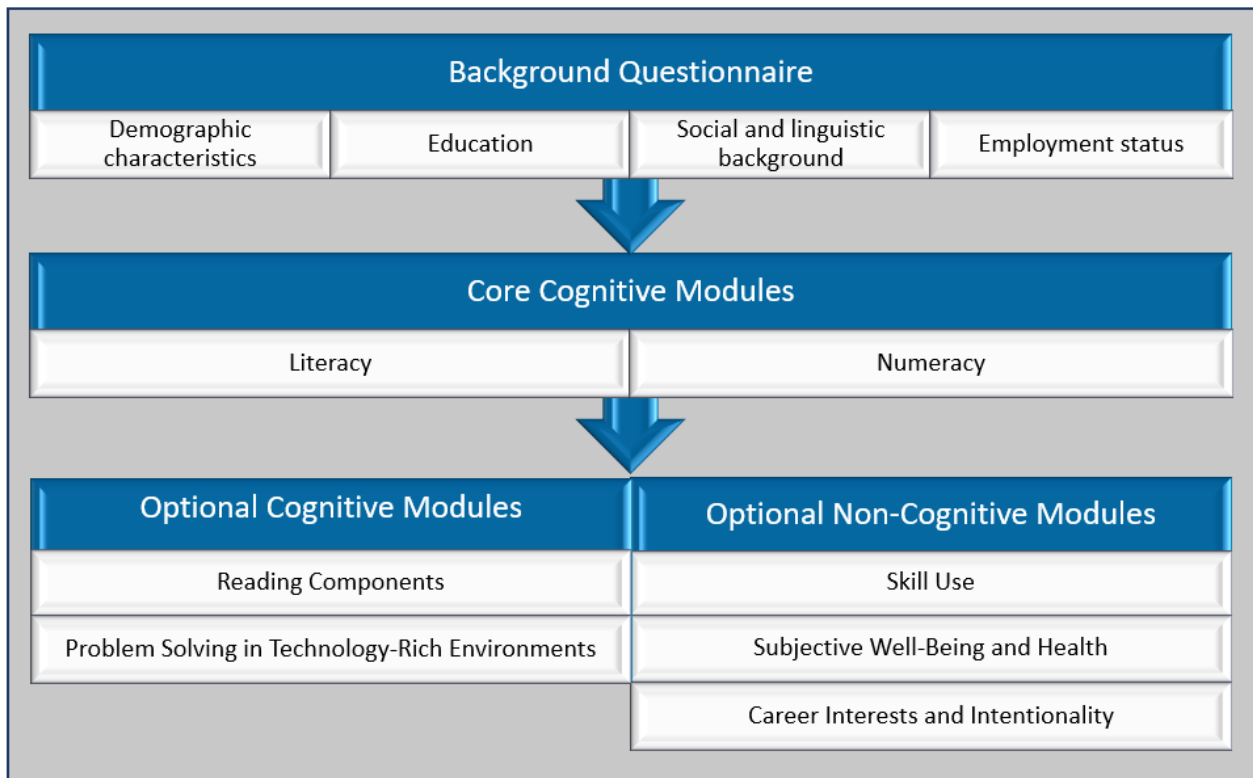 Background Questionnaire
Demographic
characteristics
Education
Social and linguistic
background
Employment status
Core Cognitive Modules
Literacy
Numeracy
Optional Cognitive Modules
Reading Components
Problem Solving in Technology-Rich Environments
Optional Non-Cognitive Modules
Skill Use
Subjective Well-Being and Health
Career Interests and Intentionality